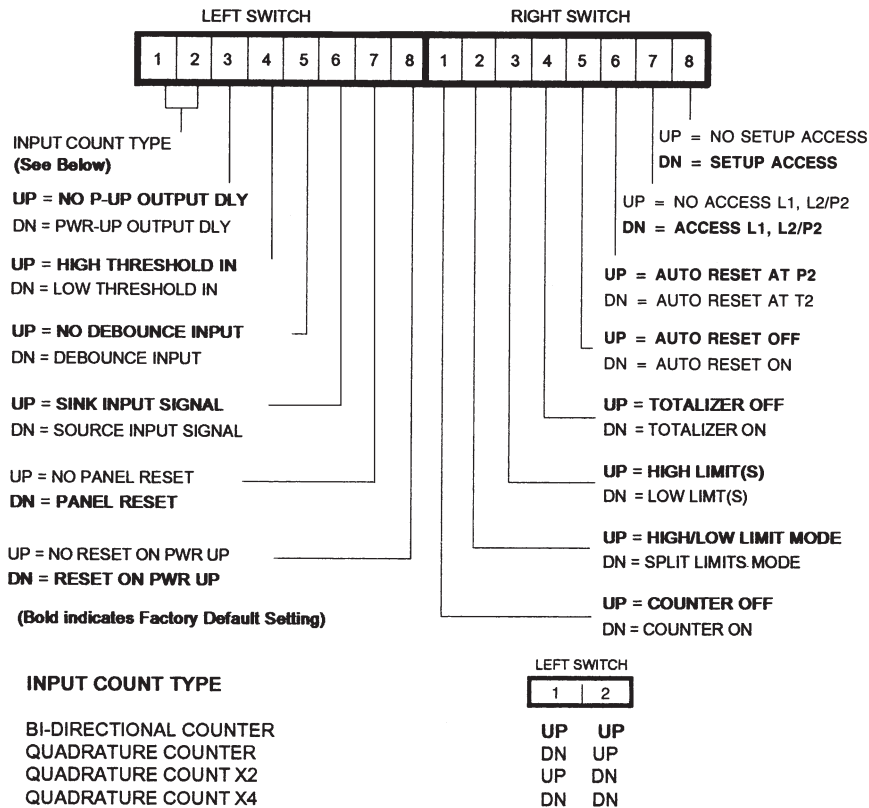 LEFT SWITCH RIGHT SWITCH
1 2 3 4 5 6 7 8 1 2 3 4 5 6 7 8
INPUT COUNT TYPE
(See Below)
UP = NO P-UP OUTPUT DLY
DN = PWR-UP OUTPUT DLY
UP = HIGH THRESHOLD IN
DN = LOW THRESHOLD IN
UP = NO DEBOUNCE INPUT
DN = DEBOUNCE INPUT
UP = SINK INPUT SIGNAL
DN = SOURCE INPUT SIGNAL
UP = NO PANEL RESET
DN = PANEL RESET
UP = NO RESET ON PWR UP
DN = RESET ON PWR UP
(Bold indicates Factory Default Setting)
UP = NO SETUP ACCESS
DN = SETUP ACCESS
UP = NO ACCESS L1, L2/P2
DN = ACCESS L1, L2/P2
UP = AUTO RESET AT P2
DN = AUTO RESET AT T2
UP = AUTO RESET OFF
DN = AUTO RESET ON
UP = TOTALIZER OFF
DN = TOTALIZER ON
UP = HIGH LIMIT(S)
DN = LOW LIMT(S)
UP = HIGH/LOW LIMIT MODE
DN = SPLIT LIMITS MODE
UP = COUNTER OFF
DN = COUNTER ON
LEFT SWITCH
INPUT COUNT TYPE 1 2
BI-DIRECTIONAL COUNTER UP UP
QUADRATURE COUNTER DN UP
QUADRATURE COUNT X2 UP DN
QUADRATURE COUNT X4 DN DN